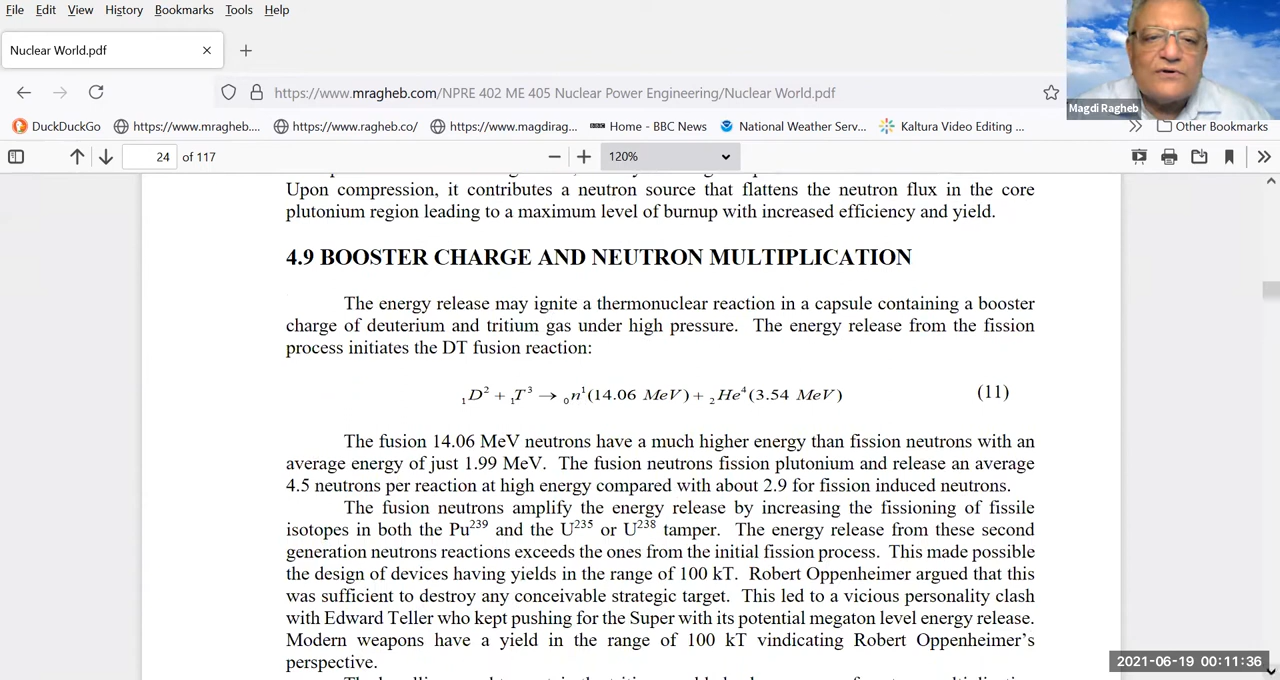 File Edit View History Bookmarks Tools Help
Nuclear World.pdf
https://www.mragheb.com/NPRE 402 ME 405 Nuclear Power Engineering/Nuclear World.pdf
Magdi Ragheb
DuckDuckGo https://www.mragheb.... https://www.ragheb.co/ https://www.magdirag... Home - BBC News National Weather Serv... Kaltura Video Editing ... Other Bookmarks
24 of 117 120%
Upon compression, it contributes a neutron source that flattens the neutron flux in the core
plutonium region leading to a maximum level of burnup with increased efficiency and yield.
4.9 BOOSTER CHARGE AND NEUTRON MULTIPLICATION
The energy release may ignite a thermonuclear reaction in a capsule containing a booster
charge of deuterium and tritium gas under high pressure. The energy release from the fission
process initiates the DT fusion reaction:
₁D² + ₁T³ → ₀n¹(14.06 MeV) + ₂He⁴(3.54 MeV) (11)
The fusion 14.06 MeV neutrons have a much higher energy than fission neutrons with an
average energy of just 1.99 MeV. The fusion neutrons fission plutonium and release an average
4.5 neutrons per reaction at high energy compared with about 2.9 for fission induced neutrons.
The fusion neutrons amplify the energy release by increasing the fissioning of fissile
isotopes in both the Pu²³⁹ and the U²³⁵ or U²³⁸ tamper. The energy release from these second
generation neutrons reactions exceeds the ones from the initial fission process. This made possible
the design of devices having yields in the range of 100 kT. Robert Oppenheimer argued that this
was sufficient to destroy any conceivable strategic target. This led to a vicious personality clash
with Edward Teller who kept pushing for the Super with its potential megaton level energy release.
Modern weapons have a yield in the range of 100 kT vindicating Robert Oppenheimer's
perspective.
2021-06-19 00:11:36